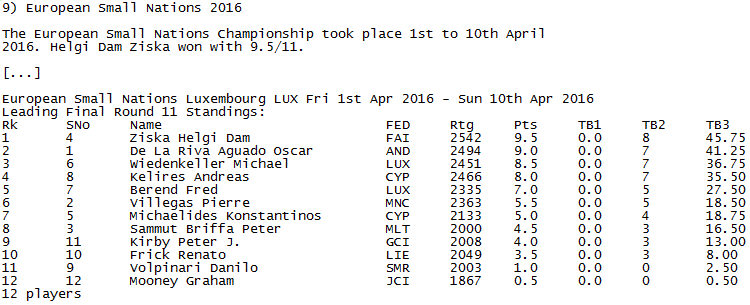 9) European Small Nations 2016
The European Small Nations Championship took place 1st to 10th April
2016. Helgi Dam Ziska won with 9.5/11.
[...]
European Small Nations Luxembourg LUX Fri 1st Apr 2016 - Sun 10th Apr 2016
Leading Final Round 11 Standings:
Rk SNo Name FED Rtg Pts TB1 TB2 TB3
1 4 Ziska Helgi Dam FAI 2542 9.5 0.0 8 45.75
2 1 De La Riva Aguado Oscar AND 2494 9.0 0.0 7 41.25
3 6 Wiedenkeller Michael LUX 2451 8.5 0.0 7 36.75
4 8 Kelires Andreas CYP 2466 8.0 0.0 7 35.50
5 7 Berend Fred LUX 2335 7.0 0.0 5 27.50
6 2 Villegas Pierre MNC 2363 5.5 0.0 5 18.75
7 5 Michaelides Konstantinos CYP 2133 5.0 0.0 4 18.75
8 3 Sammut Briffa Peter MLT 2000 4.5 0.0 3 16.50
9 11 Kirby Peter J. GCI 2008 4.0 0.0 3 13.00
10 10 Frick Renato LIE 2049 3.5 0.0 3 8.00
11 9 Volpinari Danilo SMR 2003 1.0 0.0 0 2.50
12 12 Mooney Graham JCI 1867 0.5 0.0 0 0.50
12 players